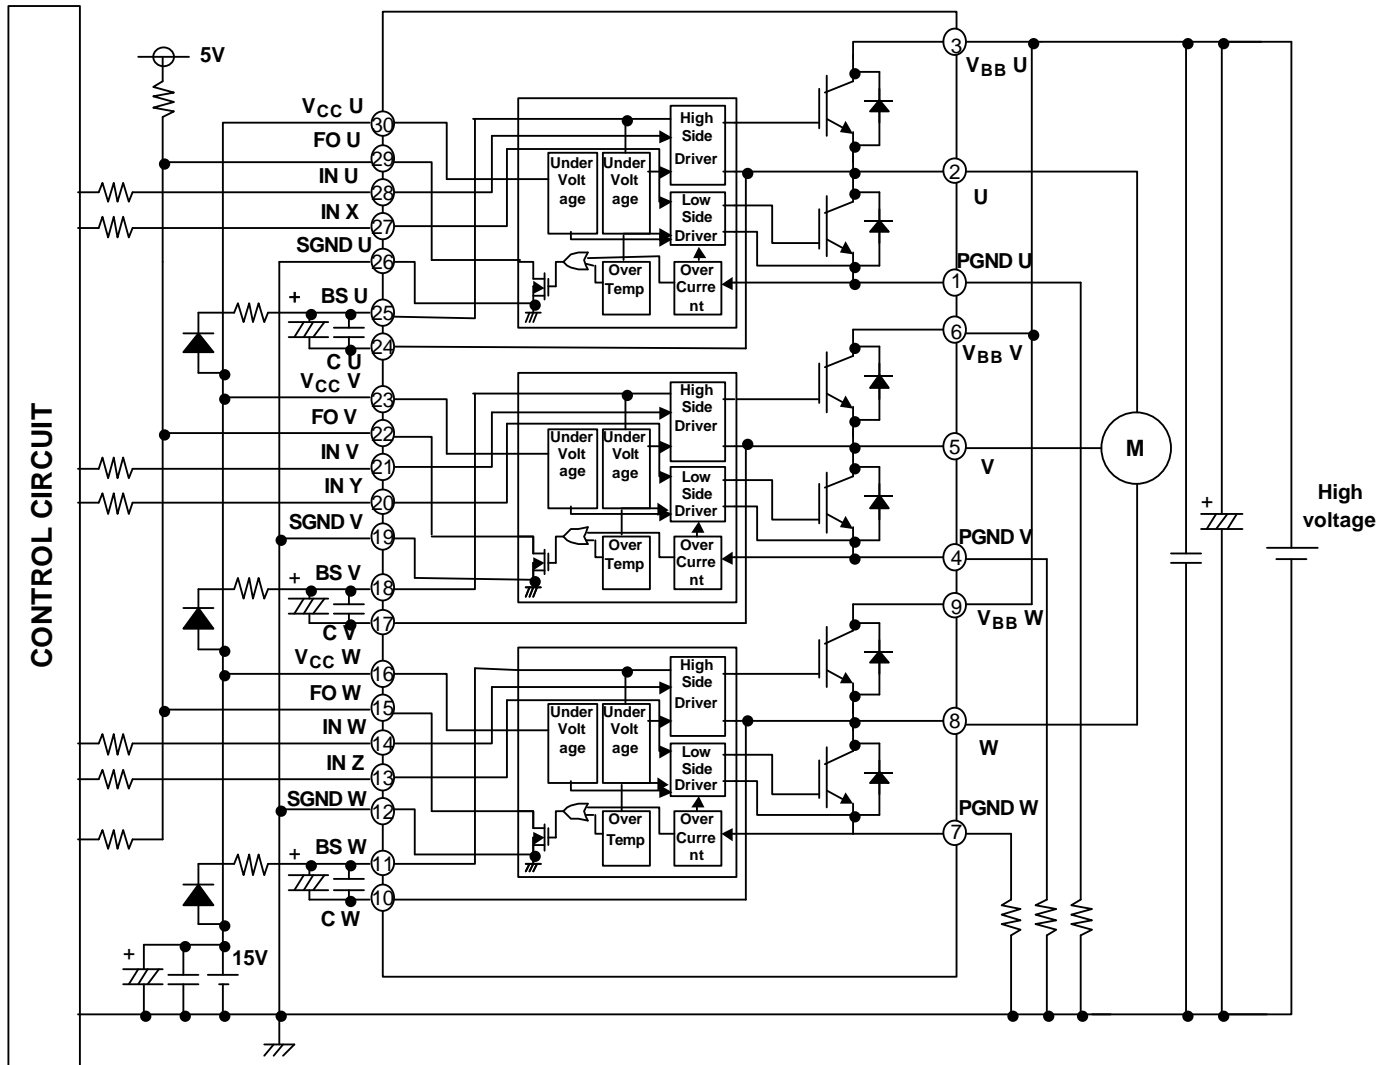 CONTROL CIRCUIT
5V
VCC U
30
FO U
29
IN U
28
IN X
27
SGND U
26
+
BS U
25
24
C U
VCC V
23
FO V
22
IN V
21
IN Y
20
SGND V
19
+
BS V
18
17
C V
VCC W
16
FO W
15
IN W
14
IN Z
13
SGND W
12
+
BS W
11
10
C W
+
15V
High
Side
Driver
Under
Volt
age
Under
Volt
age
Low
Side
Driver
Over
Temp
Over
Curre
nt
High
Side
Driver
Under
Volt
age
Under
Volt
age
Low
Side
Driver
Over
Temp
Over
Curre
nt
High
Side
Driver
Under
Volt
age
Under
Volt
age
Low
Side
Driver
Over
Temp
Over
Curre
nt
3
VBB U
2
U
PGND U
1
6
VBB V
5
V
PGND V
4
9
VBB W
8
W
PGND W
7
M
+
High
voltage